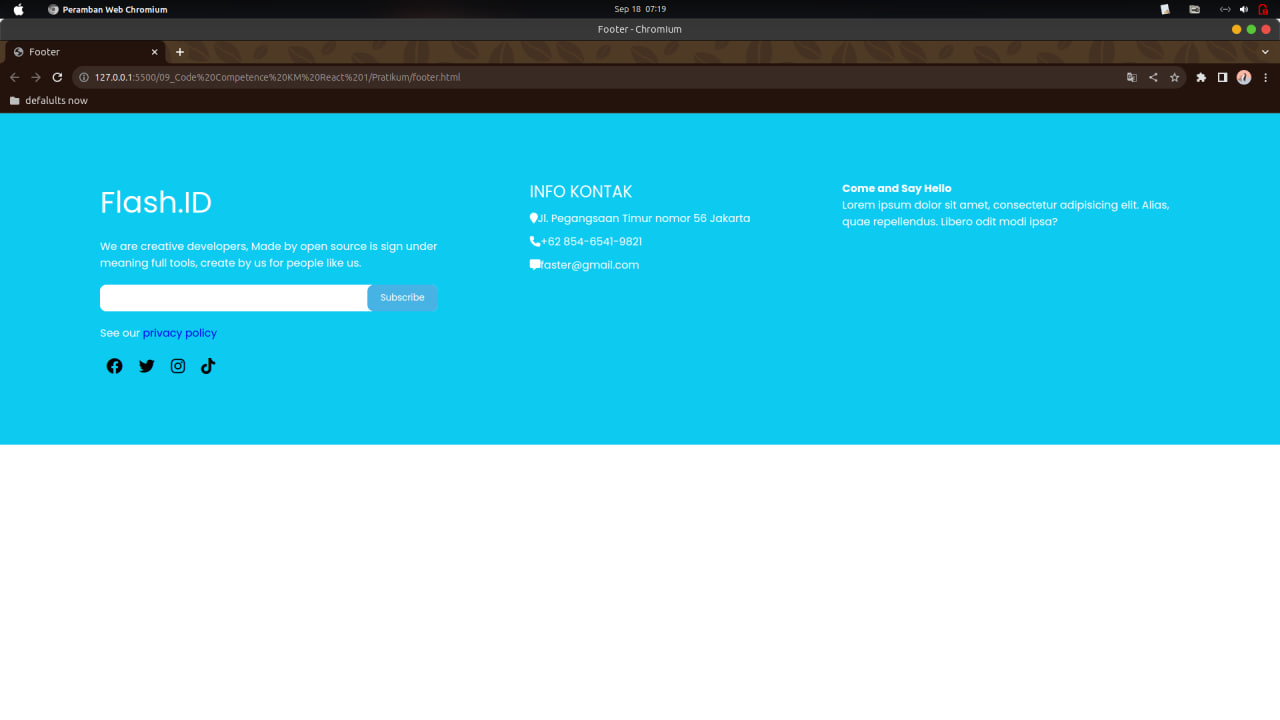 Peramban Web Chromium
Sep 18 07:19
Footer - Chromium
Footer
127.0.0.1:5500/09_Code%20Competence%20KM%20React%201/Pratikum/footer.html
defalults now
Flash.ID
We are creative developers, Made by open source is sign under
meaning full tools, create by us for people like us.
Subscribe
See our privacy policy
INFO KONTAK
Jl. Pegangsaan Timur nomor 56 Jakarta
+62 854-6541-9821
faster@gmail.com
Come and Say Hello
Lorem ipsum dolor sit amet, consectetur adipisicing elit. Alias,
quae repellendus. Libero odit modi ipsa?